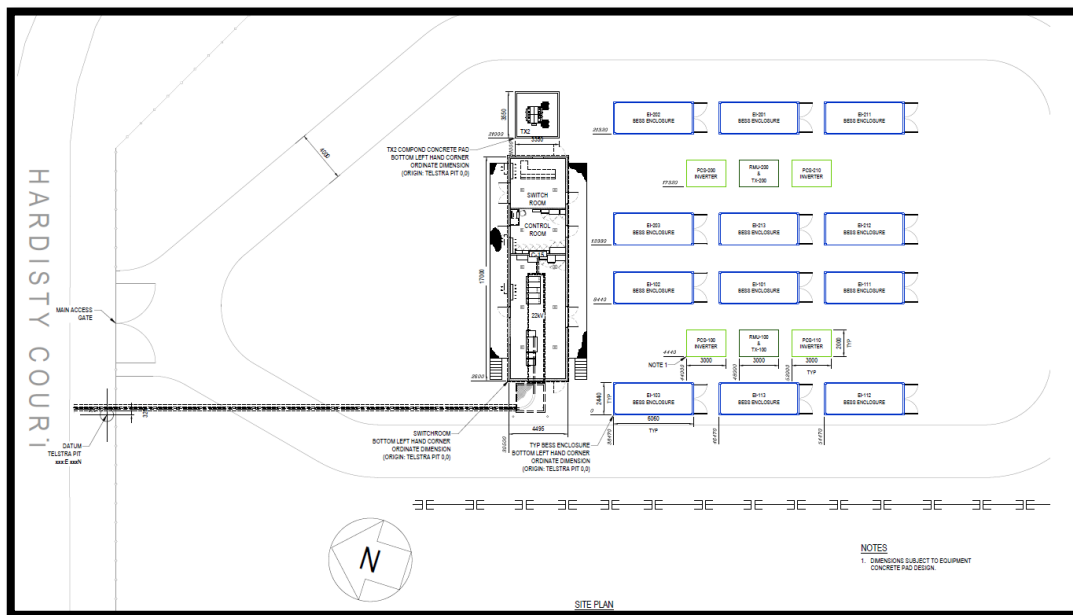 HARDISTY COURT
MAIN ACCESS
GATE
DATUM
TELSTRA PIT
xxx.E xxxN
4000
3850
TX2
TX2 COMPOND CONCRETE PAD
BOTTOM LEFT HAND CORNER
ORDINATE DIMENSION
(ORIGIN: TELSTRA PIT 0,0)
SWITCH
ROOM
CONTROL
ROOM
17000
22kV
4495
SWITCHROOM
BOTTOM LEFT HAND CORNER
ORDINATE DIMENSION
(ORIGIN: TELSTRA PIT 0,0)
TYP BESS ENCLOSURE
BOTTOM LEFT HAND CORNER
ORDINATE DIMENSION
(ORIGIN: TELSTRA PIT 0,0)
EI-202
BESS ENCLOSURE
EI-201
BESS ENCLOSURE
EI-211
BESS ENCLOSURE
PCS-200
INVERTER
RMU-200
&
TX-200
PCS-210
INVERTER
EI-203
BESS ENCLOSURE
EI-213
BESS ENCLOSURE
EI-212
BESS ENCLOSURE
EI-102
BESS ENCLOSURE
EI-101
BESS ENCLOSURE
EI-111
BESS ENCLOSURE
PCS-100
INVERTER
RMU-100
&
TX-100
PCS-110
INVERTER
4440
NOTE 1
3000
3000
3000
TYP
2000
TYP
EI-103
BESS ENCLOSURE
EI-113
BESS ENCLOSURE
EI-112
BESS ENCLOSURE
2440
TYP
6060
TYP
N
NOTES
1. DIMENSIONS SUBJECT TO EQUIPMENT
CONCRETE PAD DESIGN.
SITE PLAN